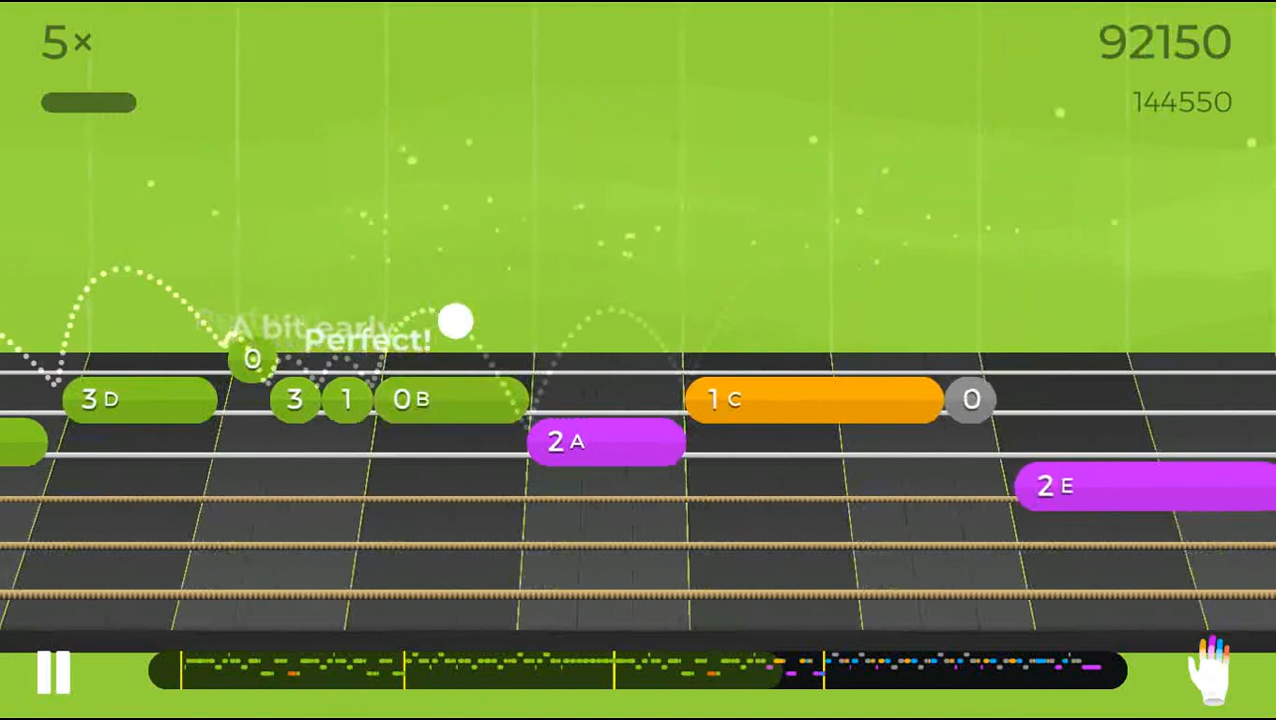 5×
92150
144550
A bit early
Perfect!
0
3 D
3
1
0 B
1 C
0
2 A
2 E